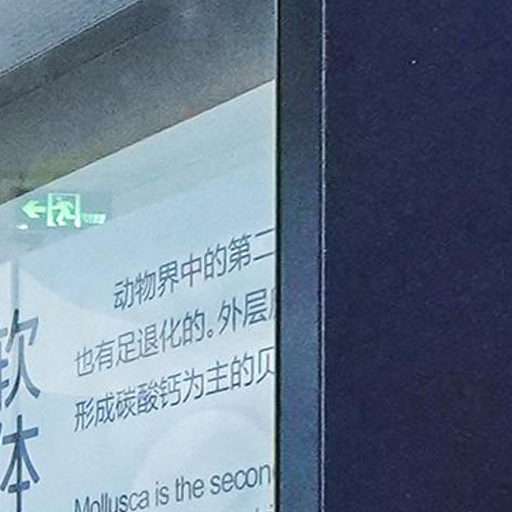 软体
动物界中的第二
也有足退化的。外层
形成碳酸钙为主的贝
Mollusca is the secon